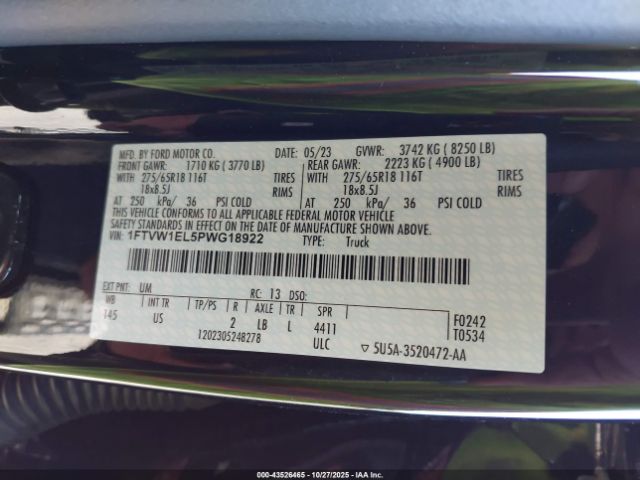 MFD. BY FORD MOTOR CO. DATE: 05/23 GVWR: 3742 KG ( 8250 LB)
FRONT GAWR: 1710 KG ( 3770 LB) REAR GAWR: 2223 KG ( 4900 LB)
WITH 275/65R18 116T TIRES WITH 275/65R18 116T TIRES
18x8.5J RIMS 18x8.5J RIMS
AT 250 kPa/ 36 PSI COLD AT 250 kPa/ 36 PSI COLD
THIS VEHICLE CONFORMS TO ALL APPLICABLE FEDERAL MOTOR VEHICLE
SAFETY STANDARDS IN EFFECT ON THE DATE OF MANUFACTURE SHOWN ABOVE.
VIN: 1FTVW1EL5PWG18922 TYPE: Truck
EXT PNT: UM RC: 13 DSO:
WB INT TR TP/PS R AXLE TR SPR
145 US 2 LB L 4411 F0242
1202305248278 ULC T0534
▽ 5U5A-3520472-AA
000-43526465 - 10/27/2025 - IAAI.COM